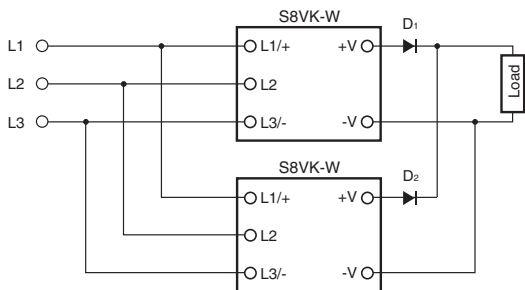 S8VK-W
D₁
L1
L1/+
+V
L2
L2
Load
L3
L3/-
-V
S8VK-W
D₂
L1/+
+V
L2
L3/-
-V